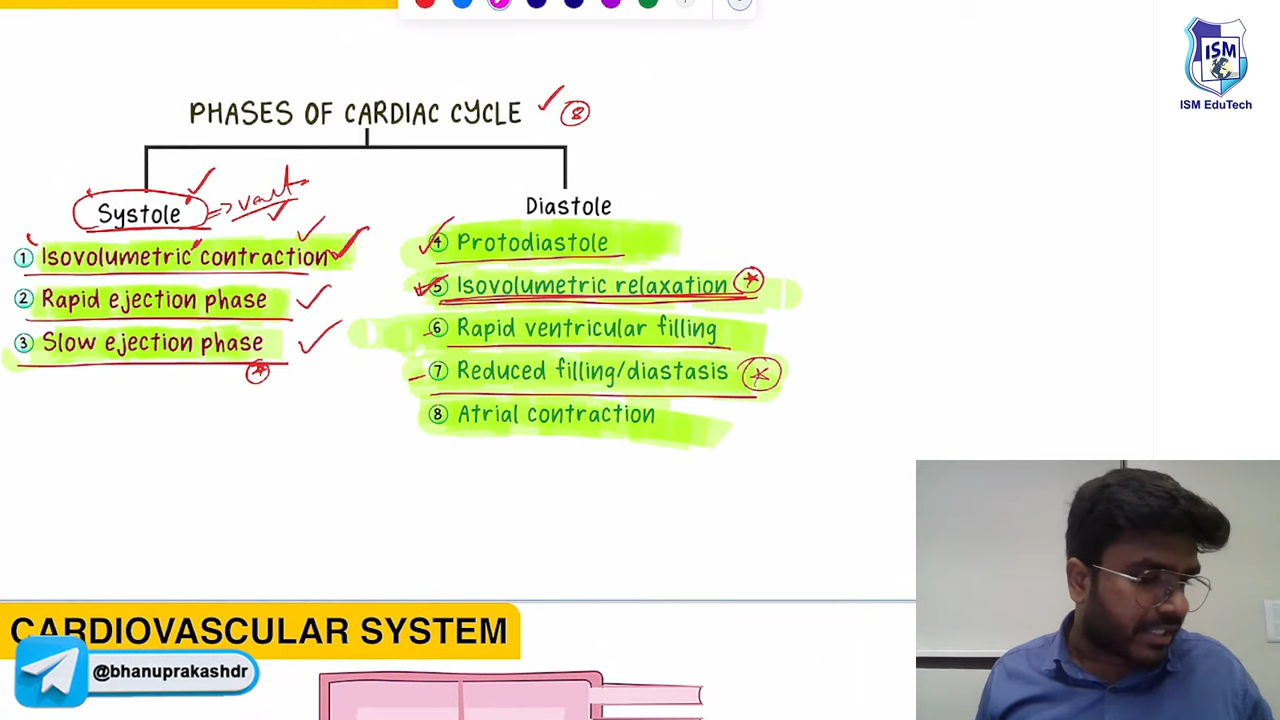 ISM
ISM EduTech
PHASES OF CARDIAC CYCLE ✓ ⑧
Systole
Diastole
① Isovolumetric contraction
② Rapid ejection phase
③ Slow ejection phase
④ Protodiastole
⑤ Isovolumetric relaxation
⑥ Rapid ventricular filling
⑦ Reduced filling/diastasis
⑧ Atrial contraction
CARDIOVASCULAR SYSTEM
@bhanuprakashdr